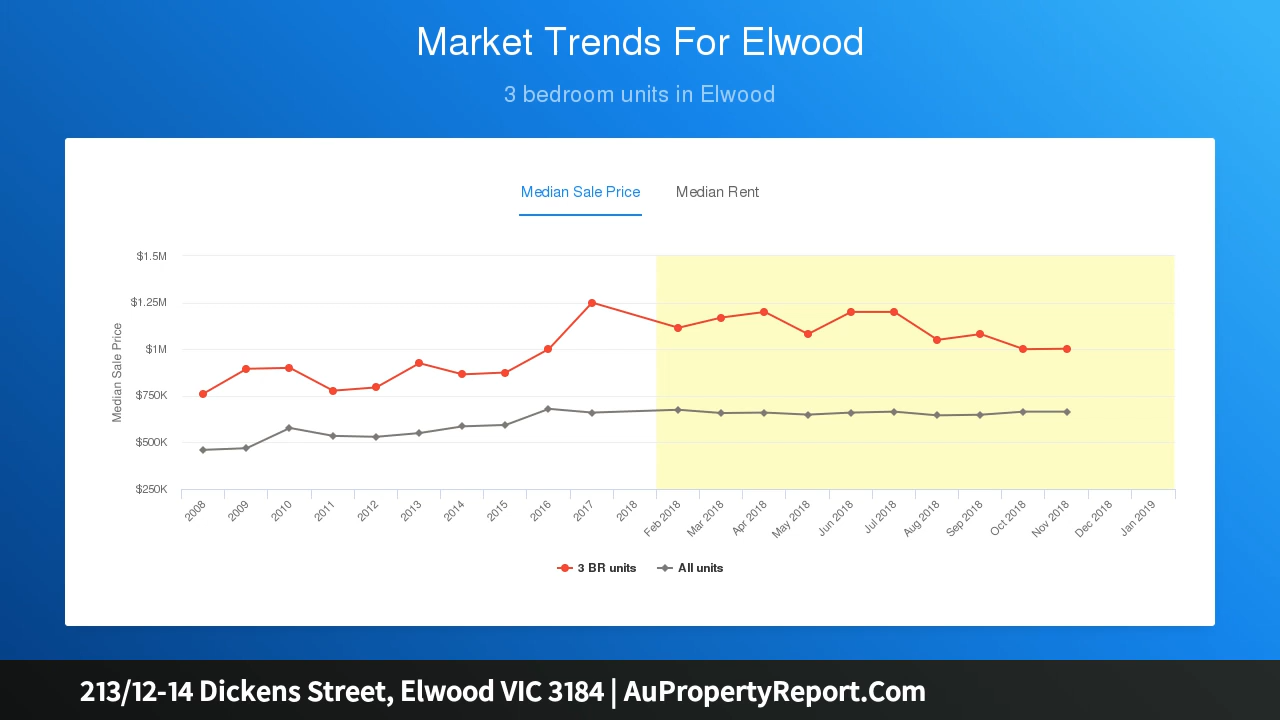 Market Trends For Elwood
3 bedroom units in Elwood
Median Sale Price Median Rent
Median Sale Price
$1.5M
$1.25M
$1M
$750K
$500K
$250K
2008 2009 2010 2011 2012 2013 2014 2015 2016 2017 2018 Feb 2018 Mar 2018 Apr 2018 May 2018 Jun 2018 Jul 2018 Aug 2018 Sep 2018 Oct 2018 Nov 2018 Dec 2018 Jan 2019
3 BR units All units
213/12-14 Dickens Street, Elwood VIC 3184 | AuPropertyReport.Com